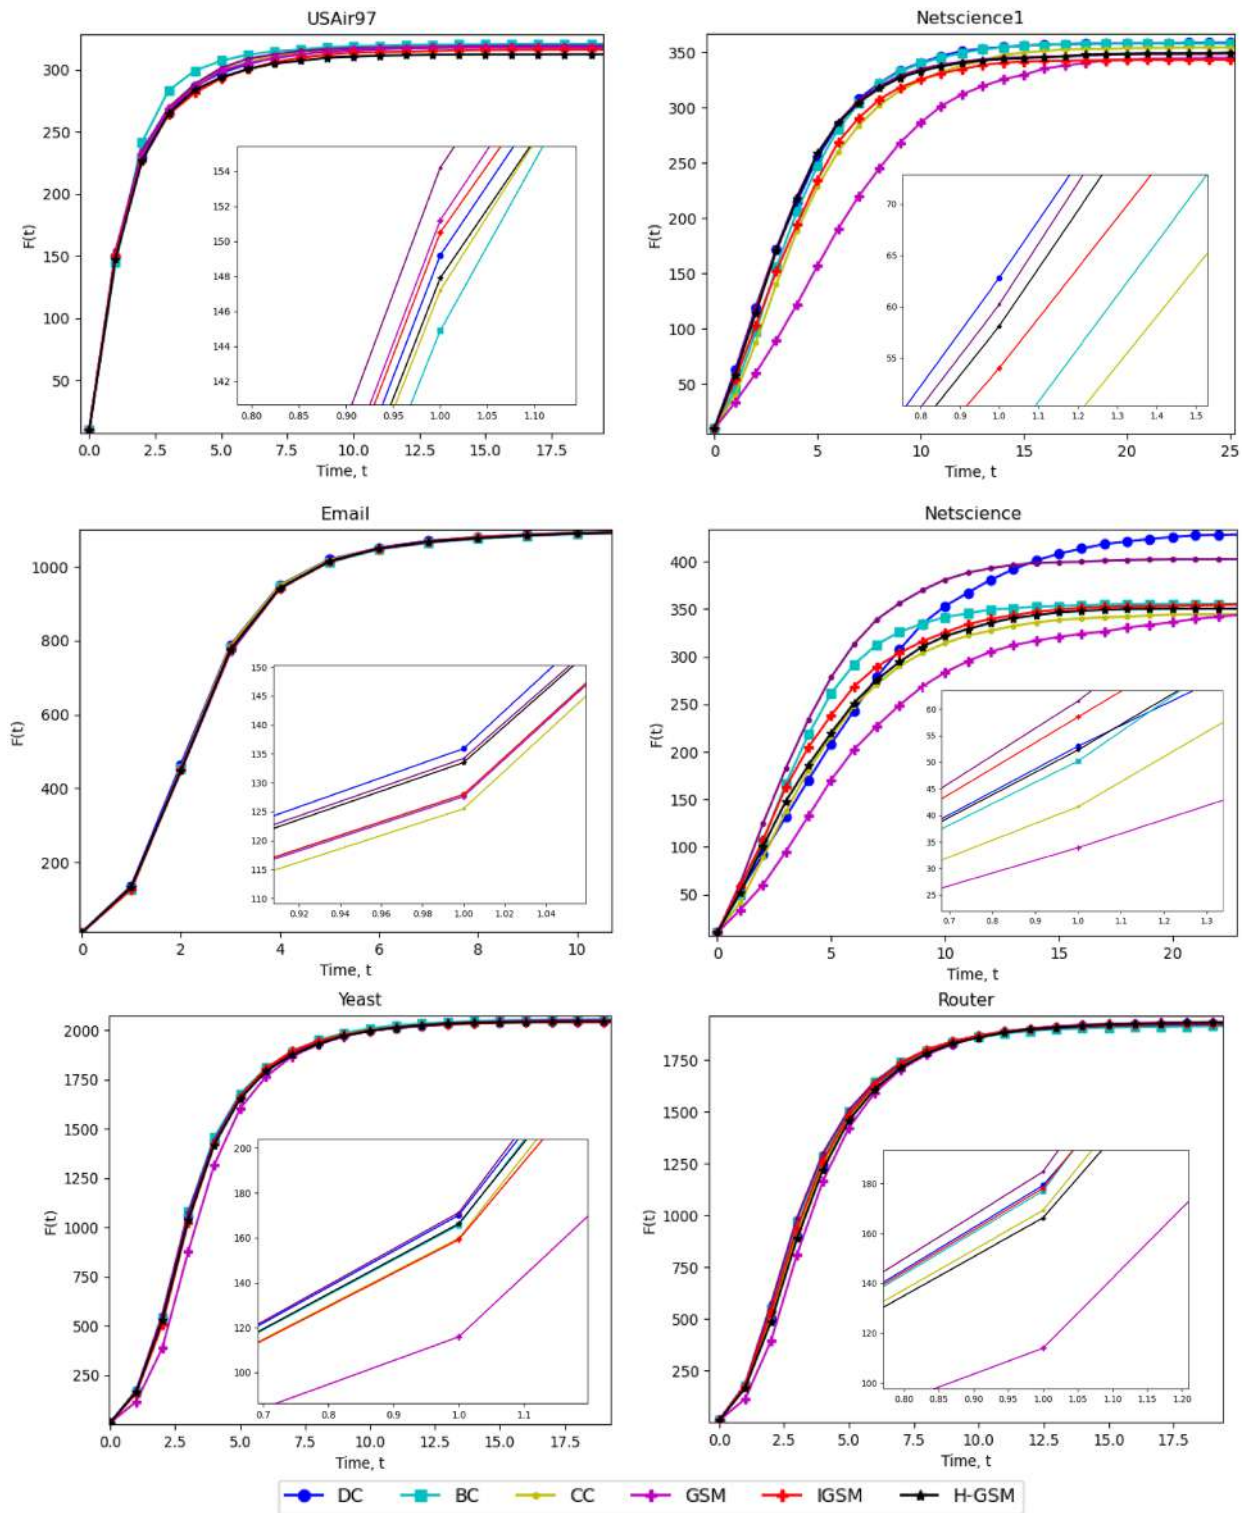 USAir97
F(t)
300
250
200
150
100
50
0.0 2.5 5.0 7.5 10.0 12.5 15.0 17.5
Time, t
154
152
150
148
146
144
142
0.80 0.85 0.90 0.95 1.00 1.05 1.10
Netscience1
F(t)
350
300
250
200
150
100
50
0 5 10 15 20 25
Time, t
70
65
60
55
0.8 0.9 1.0 1.1 1.2 1.3 1.4 1.5
Email
F(t)
1000
800
600
400
200
0 2 4 6 8 10
Time, t
150
145
140
135
130
125
120
115
110
0.92 0.94 0.96 0.98 1.00 1.02 1.04
Netscience
F(t)
400
350
300
250
200
150
100
50
0 5 10 15 20
Time, t
60
55
50
45
40
35
30
25
0.7 0.8 0.9 1.0 1.1 1.2 1.3
Yeast
F(t)
2000
1750
1500
1250
1000
750
500
250
0.0 2.5 5.0 7.5 10.0 12.5 15.0 17.5
Time, t
200
180
160
140
120
100
0.7 0.8 0.9 1.0 1.1
Router
F(t)
1750
1500
1250
1000
750
500
250
0.0 2.5 5.0 7.5 10.0 12.5 15.0 17.5
Time, t
180
160
140
120
100
0.80 0.85 0.90 0.95 1.00 1.05 1.10 1.15 1.20
DC BC CC GSM IGSM H-GSM